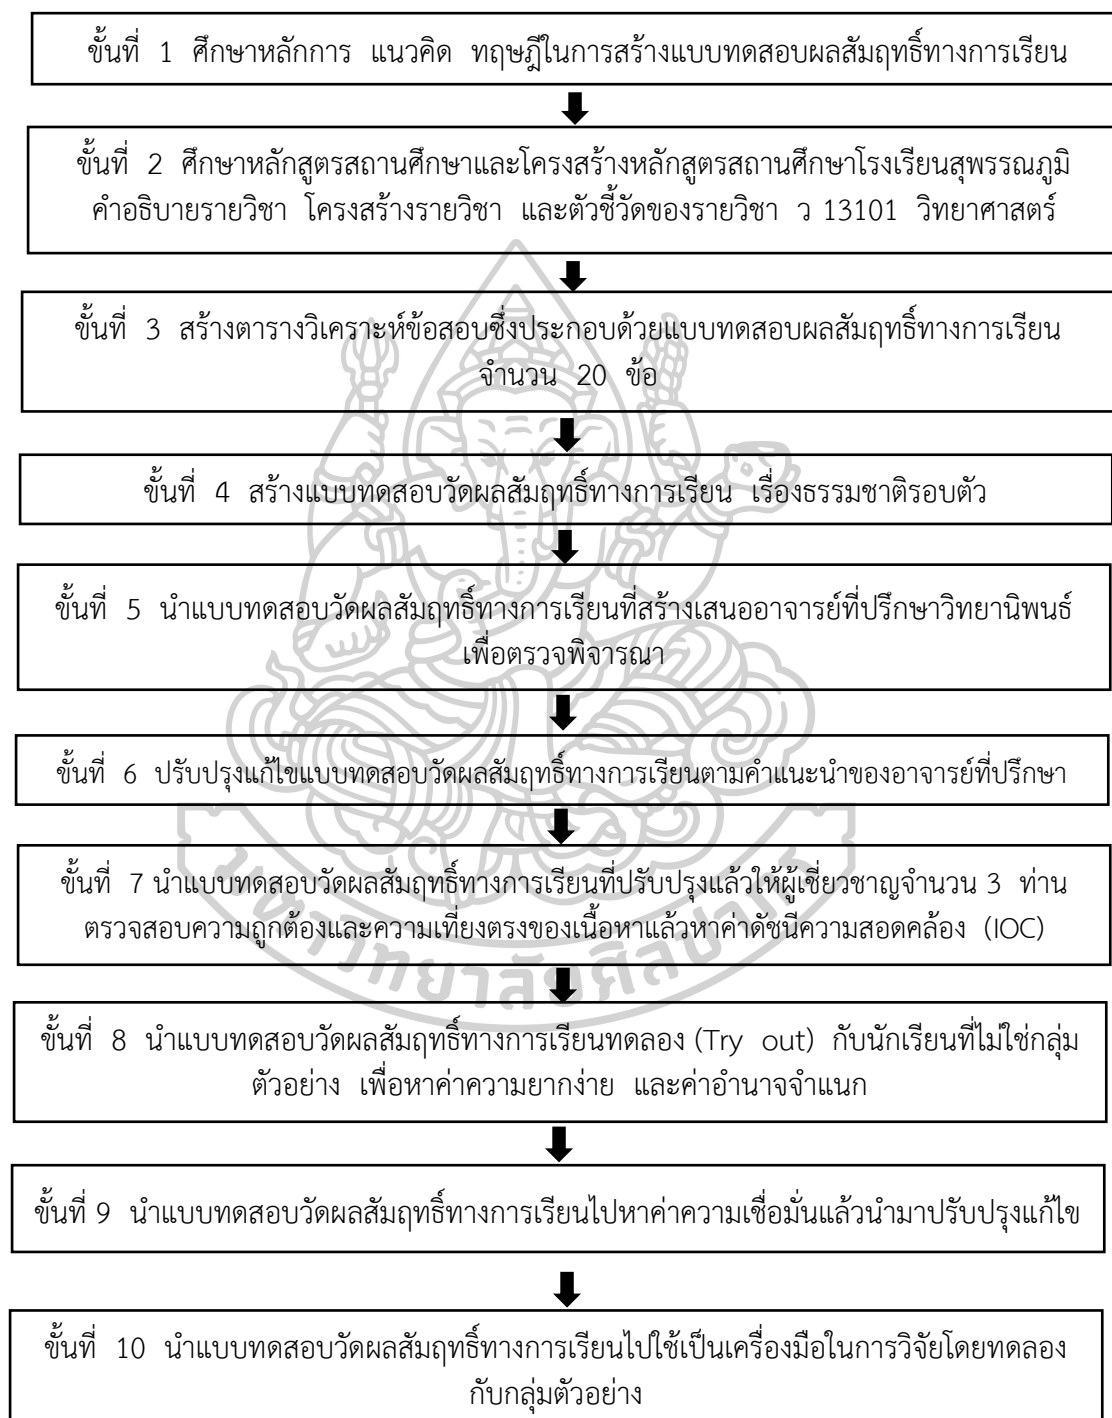 ขั้นที่ 1 ศึกษาหลักการ แนวคิด ทฤษฎีในการสร้างแบบทดสอบผลสัมฤทธิ์ทางการเรียน
ขั้นที่ 2 ศึกษาหลักสูตรสถานศึกษาและโครงสร้างหลักสูตรสถานศึกษาโรงเรียนสุพรรณภูมิ
คำอธิบายรายวิชา โครงสร้างรายวิชา และตัวชี้วัดของรายวิชา ว 13101 วิทยาศาสตร์
ขั้นที่ 3 สร้างตารางวิเคราะห์ข้อสอบซึ่งประกอบด้วยแบบทดสอบผลสัมฤทธิ์ทางการเรียน
จำนวน 20 ข้อ
ขั้นที่ 4 สร้างแบบทดสอบวัดผลสัมฤทธิ์ทางการเรียน เรื่องธรรมชาติรอบตัว
ขั้นที่ 5 นำแบบทดสอบวัดผลสัมฤทธิ์ทางการเรียนที่สร้างเสนออาจารย์ที่ปรึกษาวิทยานิพนธ์
เพื่อตรวจพิจารณา
ขั้นที่ 6 ปรับปรุงแก้ไขแบบทดสอบวัดผลสัมฤทธิ์ทางการเรียนตามคำแนะนำของอาจารย์ที่ปรึกษา
ขั้นที่ 7 นำแบบทดสอบวัดผลสัมฤทธิ์ทางการเรียนที่ปรับปรุงแล้วให้ผู้เชี่ยวชาญจำนวน 3 ท่าน
ตรวจสอบความถูกต้องและความเที่ยงตรงของเนื้อหาแล้วหาค่าดัชนีความสอดคล้อง (IOC)
มหาวิทยาลัยศิลปากร
ขั้นที่ 8 นำแบบทดสอบวัดผลสัมฤทธิ์ทางการเรียนทดลอง (Try out) กับนักเรียนที่ไม่ใช่กลุ่ม
ตัวอย่าง เพื่อหาค่าความยากง่าย และค่าอำนาจจำแนก
ขั้นที่ 9 นำแบบทดสอบวัดผลสัมฤทธิ์ทางการเรียนไปหาค่าความเชื่อมั่นแล้วนำมาปรับปรุงแก้ไข
ขั้นที่ 10 นำแบบทดสอบวัดผลสัมฤทธิ์ทางการเรียนไปใช้เป็นเครื่องมือในการวิจัยโดยทดลอง
กับกลุ่มตัวอย่าง